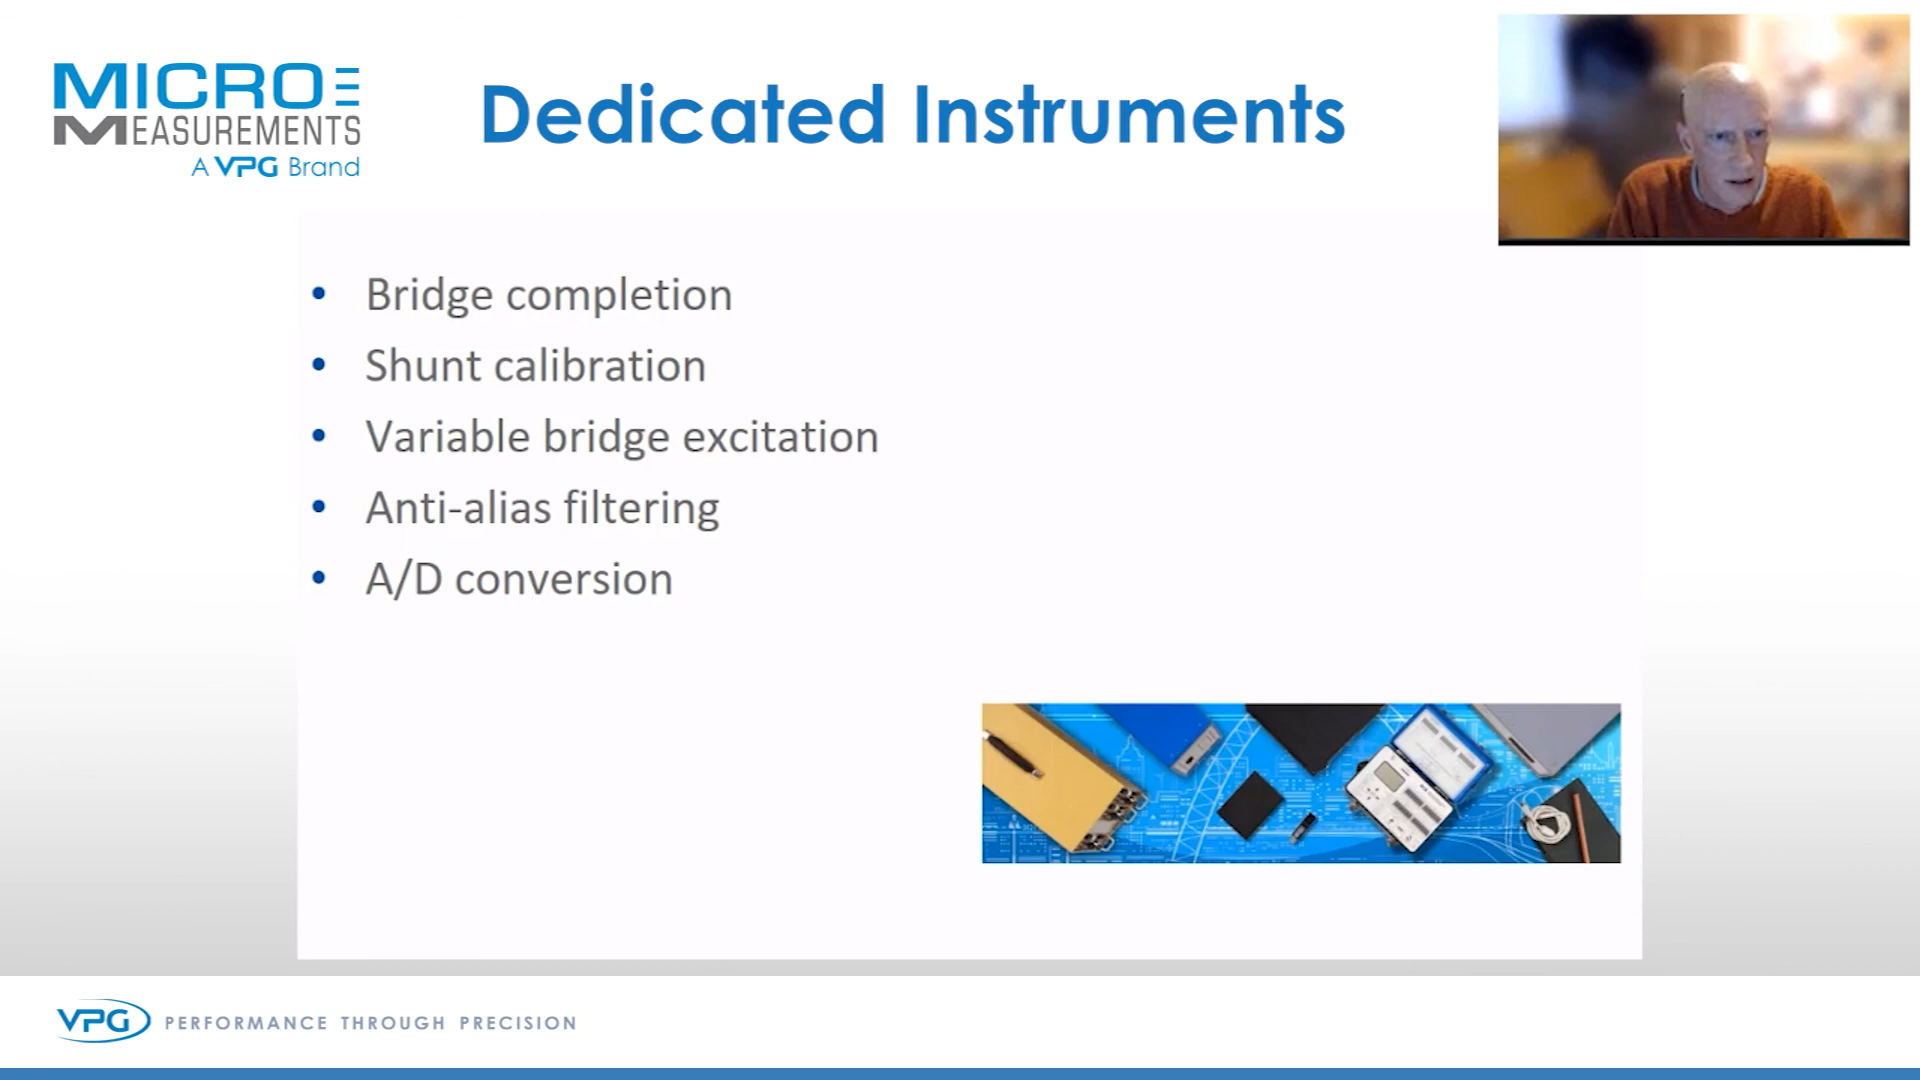 MICRO
MEASUREMENTS
A VPG Brand
Dedicated Instruments
• Bridge completion
• Shunt calibration
• Variable bridge excitation
• Anti-alias filtering
• A/D conversion
VPG PERFORMANCE THROUGH PRECISION